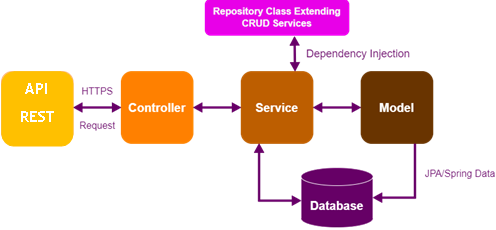 Repository Class Extending
CRUD Services
Dependency Injection
API
REST
HTTPS
Request
Controller
Service
Model
JPA/Spring Data
Database